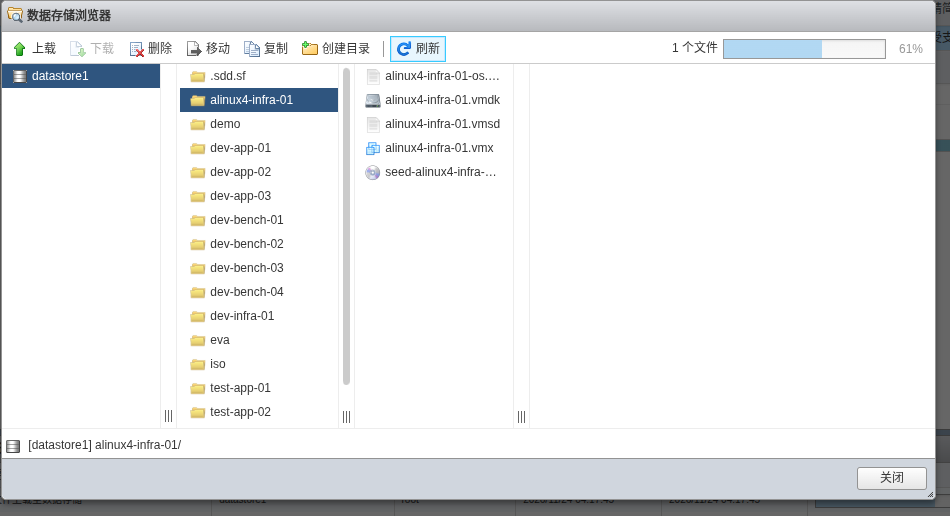 数据存储浏览器
上载 下载 删除 移动 复制 创建目录 刷新 1 个文件 61%
datastore1
.sdd.sf
alinux4-infra-01
demo
dev-app-01
dev-app-02
dev-app-03
dev-bench-01
dev-bench-02
dev-bench-03
dev-bench-04
dev-infra-01
eva
iso
test-app-01
test-app-02
alinux4-infra-01-os....
alinux4-infra-01.vmdk
alinux4-infra-01.vmsd
alinux4-infra-01.vmx
seed-alinux4-infra-...
[datastore1] alinux4-infra-01/
关闭